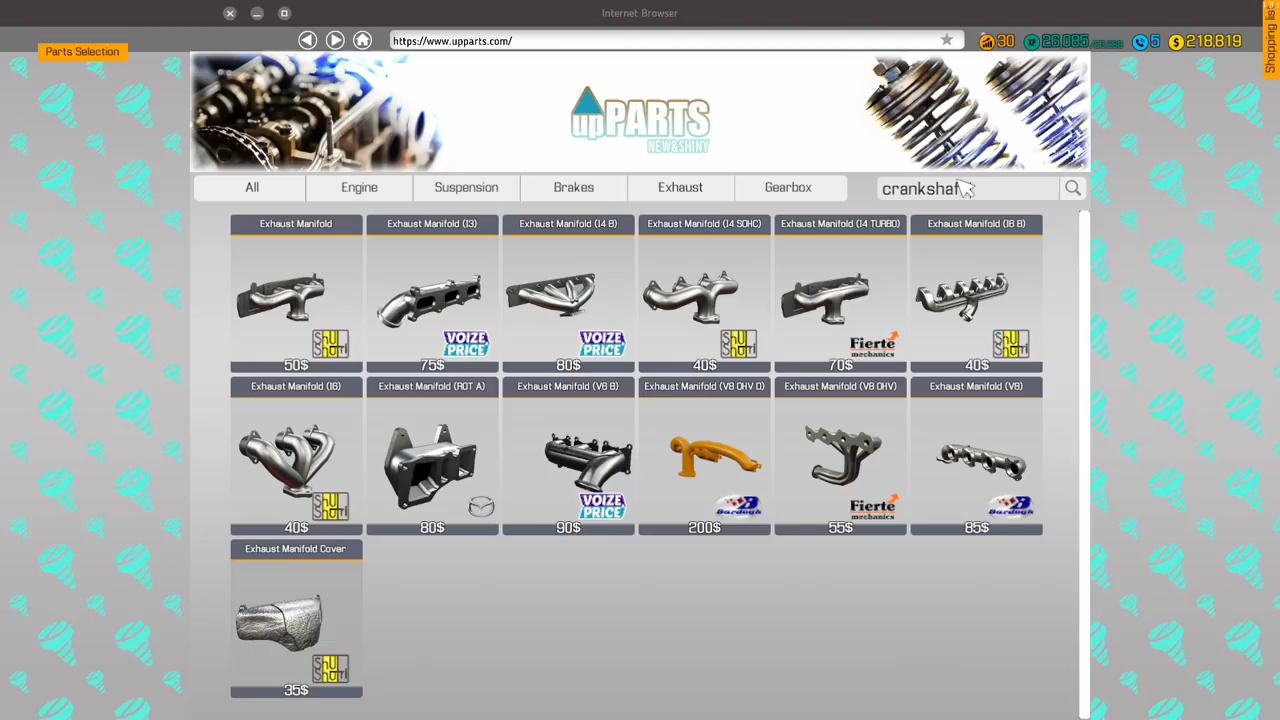 Internet Browser
Parts Selection
https://www.upparts.com/
30
26.085
5
218,819
Shopping list
upPARTS
NEW&SHINY
All
Engine
Suspension
Brakes
Exhaust
Gearbox
crankshaf
Exhaust Manifold
Exhaust Manifold (I3)
Exhaust Manifold (I4 B)
Exhaust Manifold (I4 SOHC)
Exhaust Manifold (I4 TURBO)
Exhaust Manifold (I6 B)
VOIZE PRICE
VOIZE PRICE
Fierte mechanics
50$
75$
80$
40$
70$
40$
Exhaust Manifold (I6)
Exhaust Manifold (ROT A)
Exhaust Manifold (V6 B)
Exhaust Manifold (V8 OHV D)
Exhaust Manifold (V8 OHV)
Exhaust Manifold (V8)
VOIZE PRICE
Fierte mechanics
40$
80$
90$
200$
55$
85$
Exhaust Manifold Cover
35$